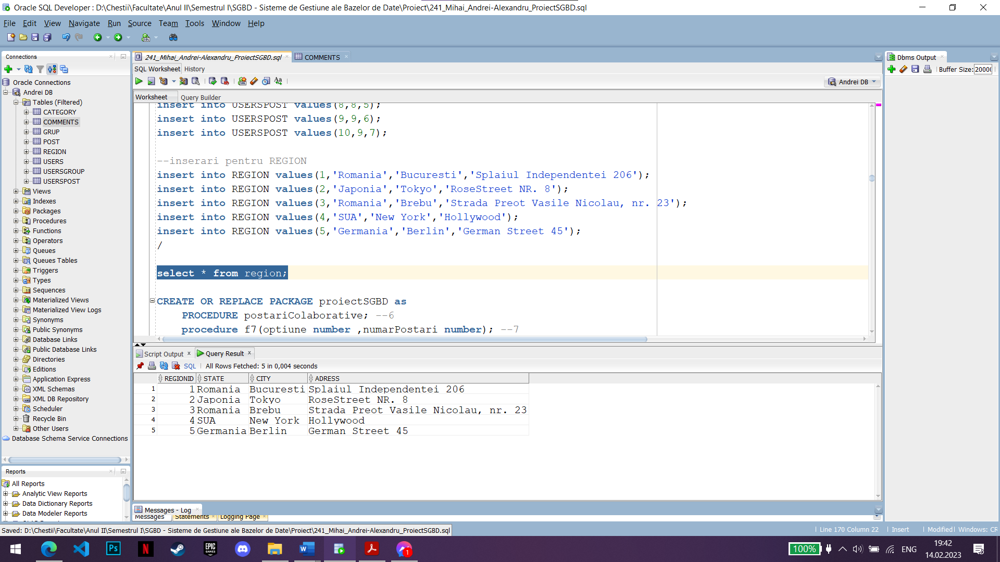 Oracle SQL Developer : D:\Chestii\Facultate\Anul II\Semestrul I\SGBD - Sisteme de Gestiune ale Bazelor de Date\Proiect\241_Mihai_Andrei-Alexandru_ProiectSGBD.sql
File Edit View Navigate Run Source Team Tools Window Help
Connections
Oracle Connections
Andrei DB
Tables (Filtered)
CATEGORY
COMMENTS
GRUP
POST
REGION
USERS
USERSGROUP
USERSPOST
Views
Indexes
Packages
Procedures
Functions
Operators
Queues
Queues Tables
Triggers
Types
Sequences
Materialized Views
Materialized View Logs
Synonyms
Public Synonyms
Database Links
Public Database Links
Directories
Editions
Application Express
XML Schemas
XML DB Repository
Scheduler
Recycle Bin
Other Users
Database Schema Service Connections
Reports
All Reports
Analytic View Reports
Data Dictionary Reports
Data Modeler Reports
241_Mihai_Andrei-Alexandru_ProiectSGBD.sql COMMENTS
SQL Worksheet History
Andrei DB
Worksheet Query Builder
insert into USERSPOST values(8,8,5);
insert into USERSPOST values(9,9,6);
insert into USERSPOST values(10,9,7);
--inserari pentru REGION
insert into REGION values(1,'Romania','Bucuresti','Splaiul Independentei 206');
insert into REGION values(2,'Japonia','Tokyo','RoseStreet NR. 8');
insert into REGION values(3,'Romania','Brebu','Strada Preot Vasile Nicolau, nr. 23');
insert into REGION values(4,'SUA','New York','Hollywood');
insert into REGION values(5,'Germania','Berlin','German Street 45');
/
select * from region;
CREATE OR REPLACE PACKAGE proiectSGBD as
PROCEDURE postariColaborative; --6
procedure f7(optiune number ,numarPostari number); --7
Script Output x Query Result x
SQL All Rows Fetched: 5 in 0,004 seconds
REGIONID STATE CITY ADRESS
1 1 Romania Bucuresti Splaiul Independentei 206
2 2 Japonia Tokyo RoseStreet NR. 8
3 3 Romania Brebu Strada Preot Vasile Nicolau, nr. 23
4 4 SUA New York Hollywood
5 5 Germania Berlin German Street 45
Messages - Log
Messages Statements Logging Page
Dbms Output
Buffer Size: 2000
Saved: D:\Chestii\Facultate\Anul II\Semestrul I\SGBD - Sisteme de Gestiune ale Bazelor de Date\Proiect\241_Mihai_Andrei-Alexandru_ProiectSGBD.sql
Line 170 Column 22 Insert Modified Windows: CR
Ps N EPIC GAMES W 1
100% ENG 19:42
14.02.2023